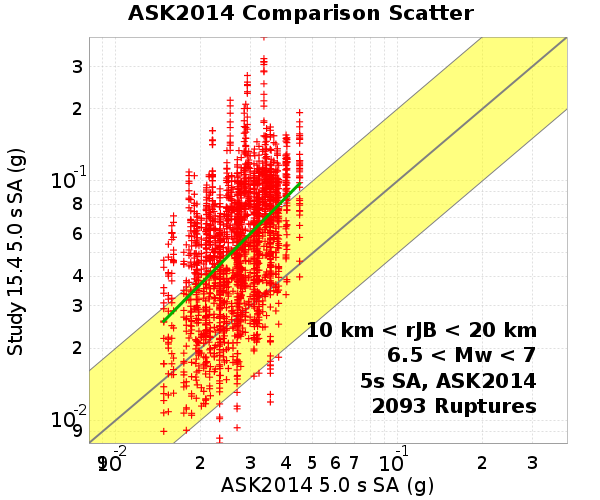 ASK2014 Comparison Scatter
Study 15.4 5.0 s SA (g)
3
2
10-1
8
6
4
3
2
10-2
9
10 km < rJB < 20 km
6.5 < Mw < 7
5s SA, ASK2014
2093 Ruptures
9 10-2 2 3 4 5 6 7 10-1 2 3
ASK2014 5.0 s SA (g)